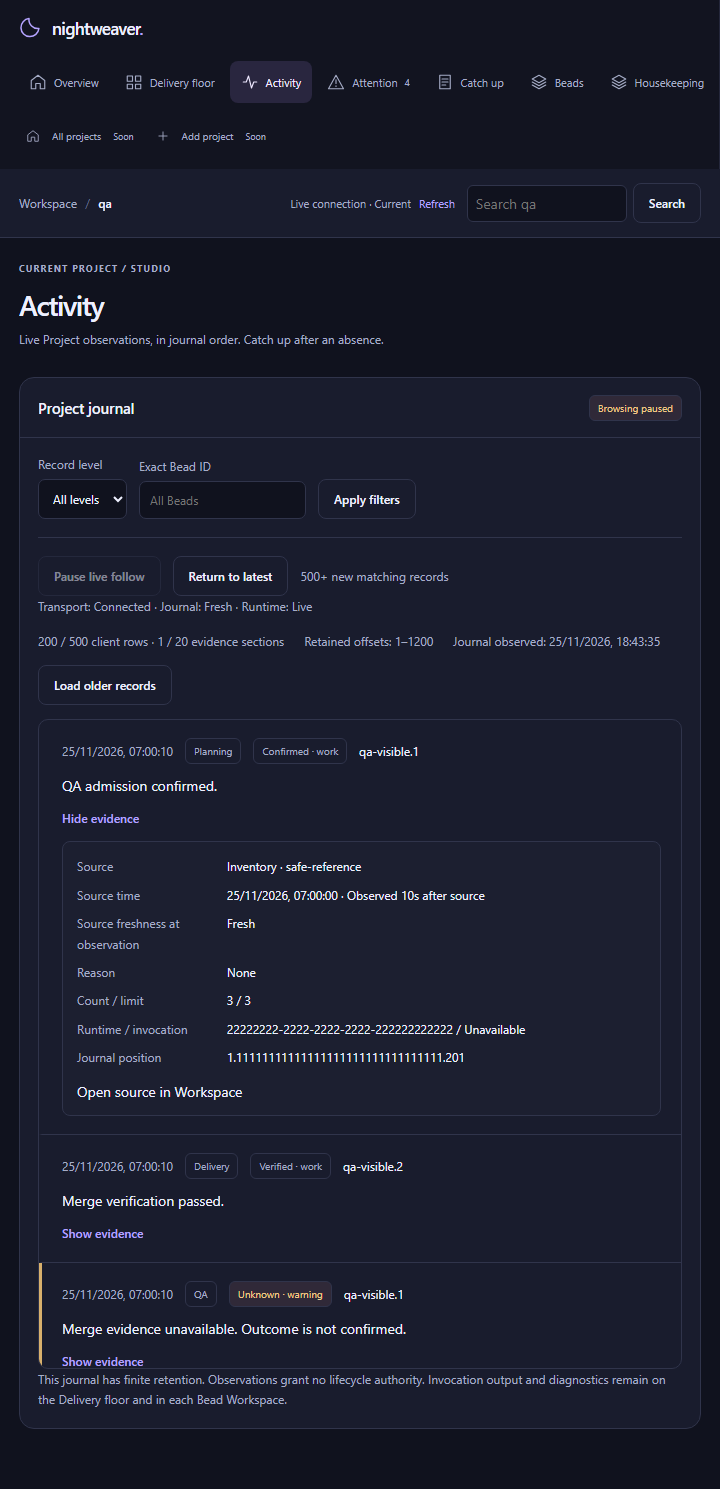 nightweaver.
Overview Delivery floor Activity Attention 4 Catch up Beads Housekeeping
All projects Soon Add project Soon
Workspace / qa Live connection · Current Refresh Search qa Search
CURRENT PROJECT / STUDIO
Activity
Live Project observations, in journal order. Catch up after an absence.
Project journal Browsing paused
Record level Exact Bead ID
All levels All Beads Apply filters
Pause live follow Return to latest 500+ new matching records
Transport: Connected · Journal: Fresh · Runtime: Live
200 / 500 client rows · 1 / 20 evidence sections Retained offsets: 1–1200 Journal observed: 25/11/2026, 18:43:35
Load older records
25/11/2026, 07:00:10 Planning Confirmed · work qa-visible.1
QA admission confirmed.
Hide evidence
Source Inventory · safe-reference
Source time 25/11/2026, 07:00:00 · Observed 10s after source
Source freshness at observation Fresh
Reason None
Count / limit 3 / 3
Runtime / invocation 22222222-2222-2222-2222-222222222222 / Unavailable
Journal position 1.11111111111111111111111111111111.201
Open source in Workspace
25/11/2026, 07:00:10 Delivery Verified · work qa-visible.2
Merge verification passed.
Show evidence
25/11/2026, 07:00:10 QA Unknown · warning qa-visible.1
Merge evidence unavailable. Outcome is not confirmed.
Show evidence
This journal has finite retention. Observations grant no lifecycle authority. Invocation output and diagnostics remain on
the Delivery floor and in each Bead Workspace.